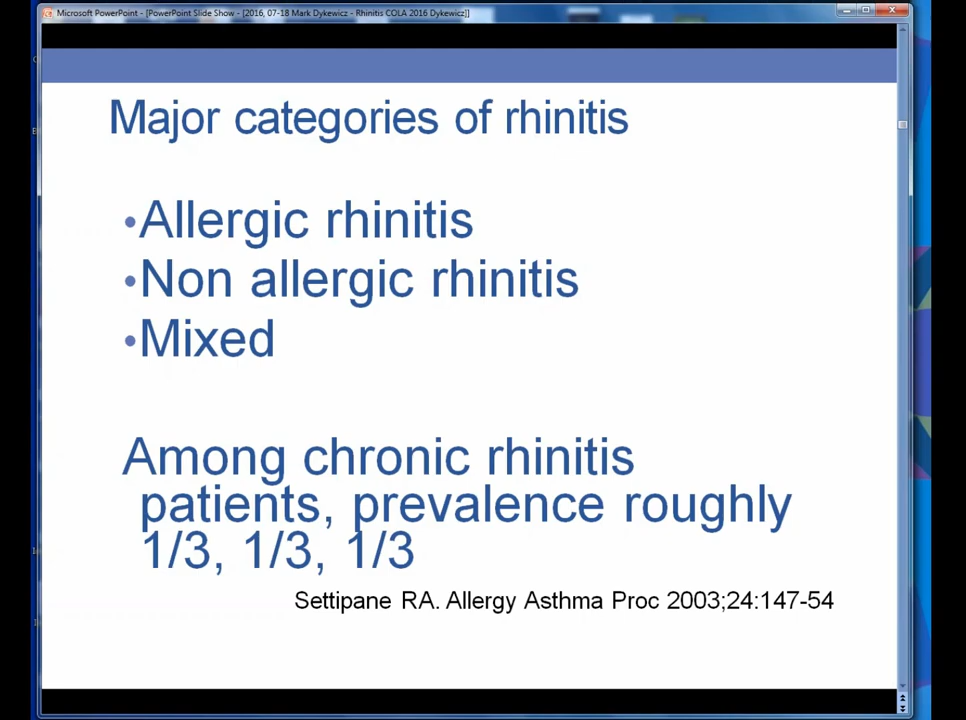 Microsoft PowerPoint - [PowerPoint Slide Show - [2016, 07-18 Mark Dykewicz - Rhinitis COLA 2016 Dykewicz]]
Major categories of rhinitis
•Allergic rhinitis
•Non allergic rhinitis
•Mixed
Among chronic rhinitis
patients, prevalence roughly
1/3, 1/3, 1/3
Settipane RA. Allergy Asthma Proc 2003;24:147-54